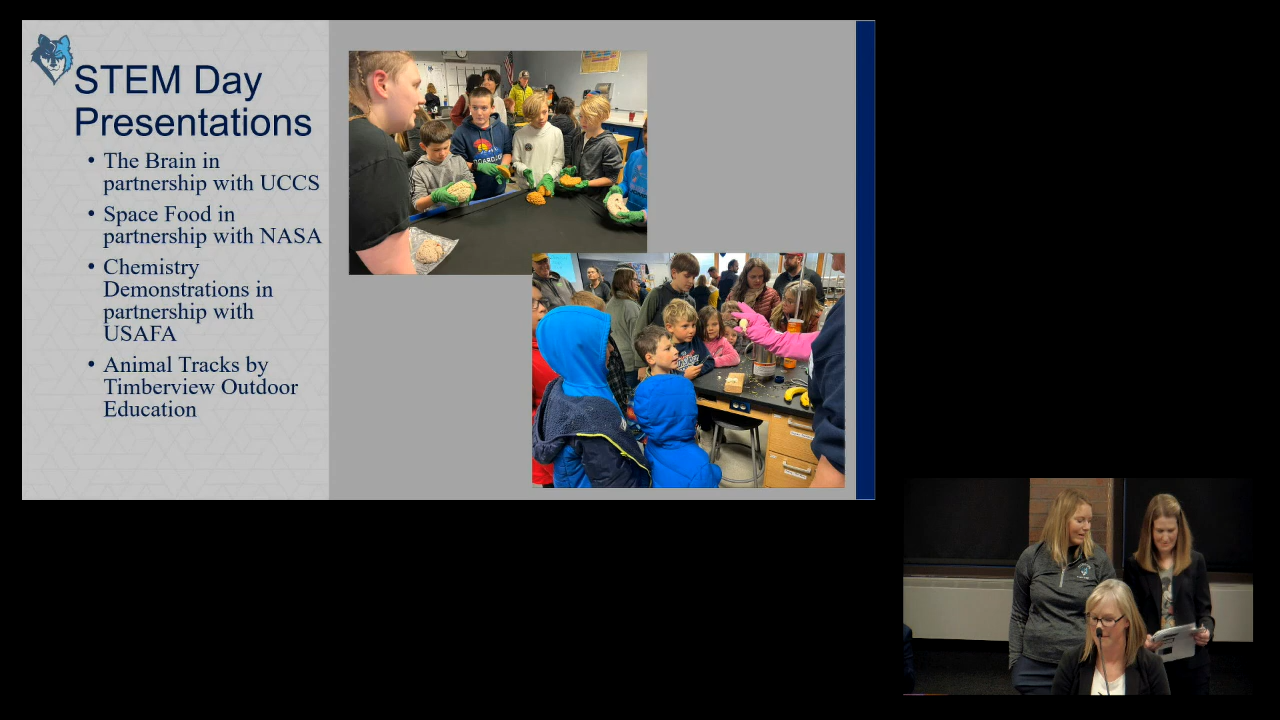 STEM Day
Presentations
• The Brain in
partnership with UCCS
• Space Food in
partnership with NASA
• Chemistry
Demonstrations in
partnership with
USAFA
• Animal Tracks by
Timberview Outdoor
Education